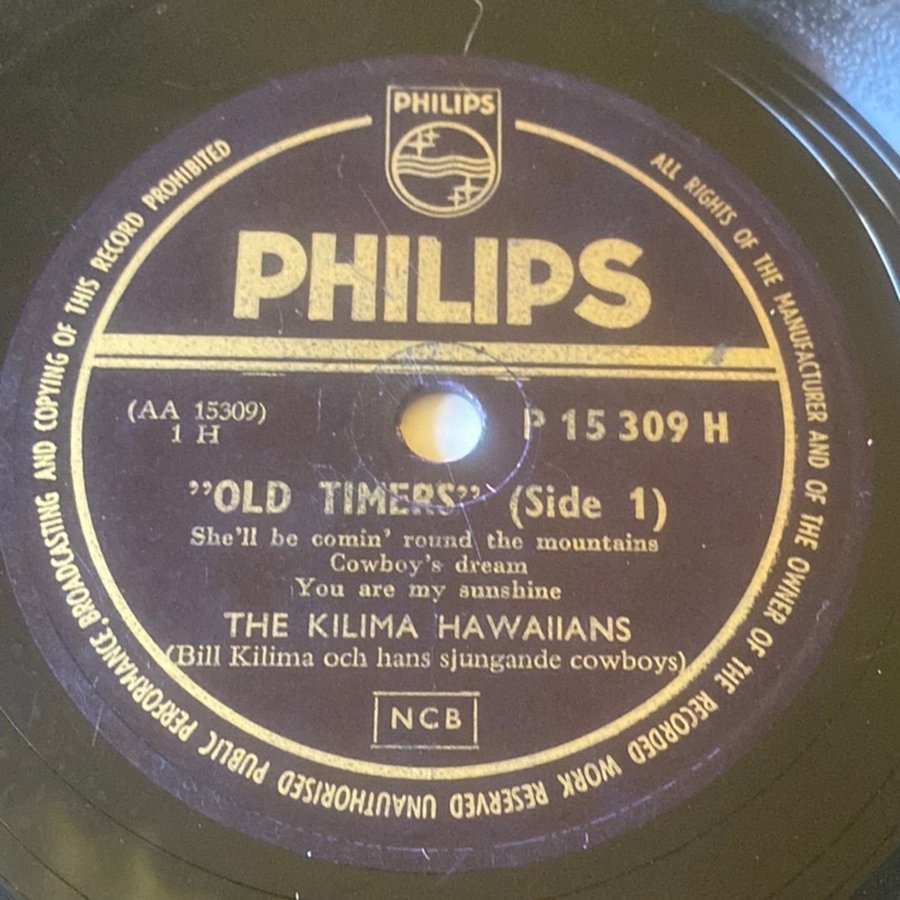 PHILIPS
PHILIPS
(AA 15309)
1 H
P 15 309 H
”OLD TIMERS” (Side 1)
She'll be comin' round the mountains
Cowboy's dream
You are my sunshine
THE KILIMA HAWAIIANS
(Bill Kilima och hans sjungande cowboys)
NCB
ALL RIGHTS OF THE MANUFACTURER AND OF THE OWNER OF THE RECORDED WORK RESERVED UNAUTHORISED PUBLIC PERFORMANCE, BROADCASTING AND COPYING OF THIS RECORD PROHIBITED